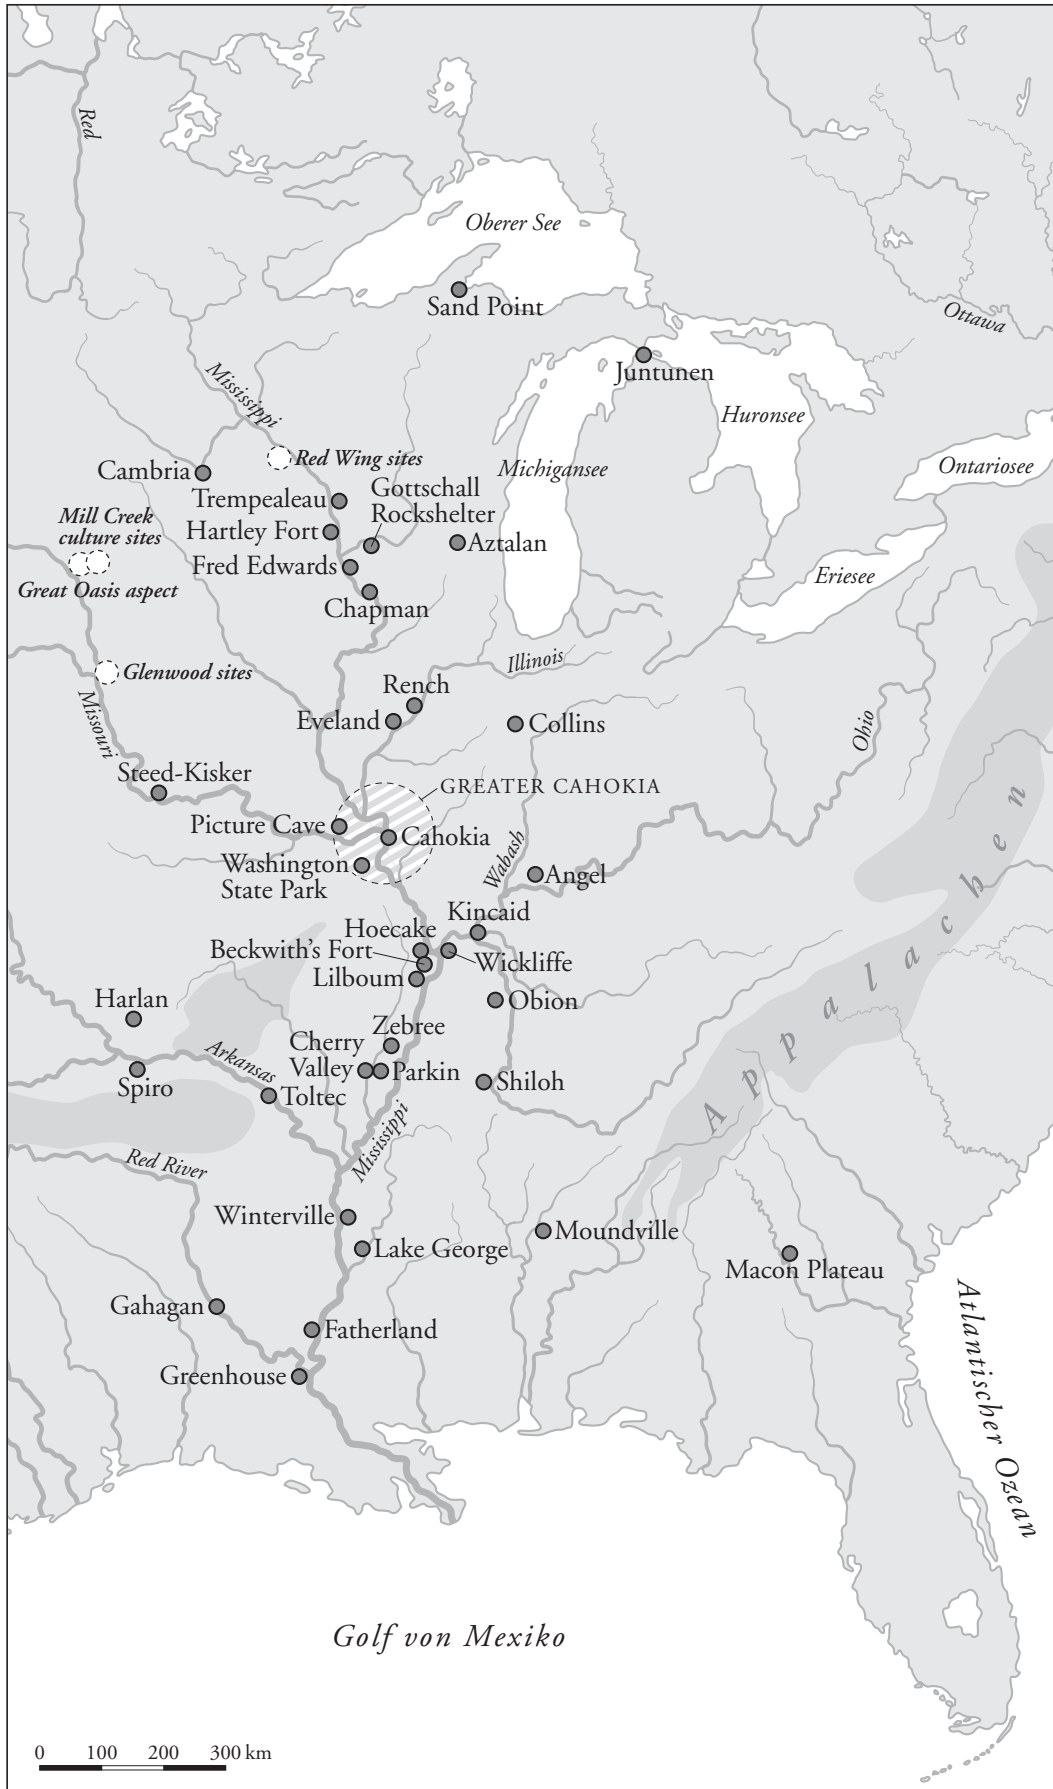 Red
Oberer See
Sand Point
Ottawa
Juntunen
Mississippi
Huronsee
Red Wing sites
Michigansee
Ontariosee
Cambria
Gottschall
Rockshelter
Trempealeau
Mill Creek
culture sites
Hartley Fort
Aztalan
Fred Edwards
Great Oasis aspect
Eriesee
Chapman
Illinois
Glenwood sites
Rench
Missouri
Eveland
Collins
Ohio
Steed-Kisker
GREATER CAHOKIA
Picture Cave
Cahokia
Washington
State Park
Wabash
Angel
Appalachen
Kincaid
Hoecake
Beckwith's Fort
Wickliffe
Lilboum
Harlan
Obion
Zebree
Cherry
Valley
Parkin
Arkansas
Spiro
Toltec
Shiloh
Mississippi
Red River
Winterville
Moundville
Lake George
Macon Plateau
Gahagan
Fatherland
Greenhouse
Atlantischer Ozean
Golf von Mexiko
0 100 200 300 km